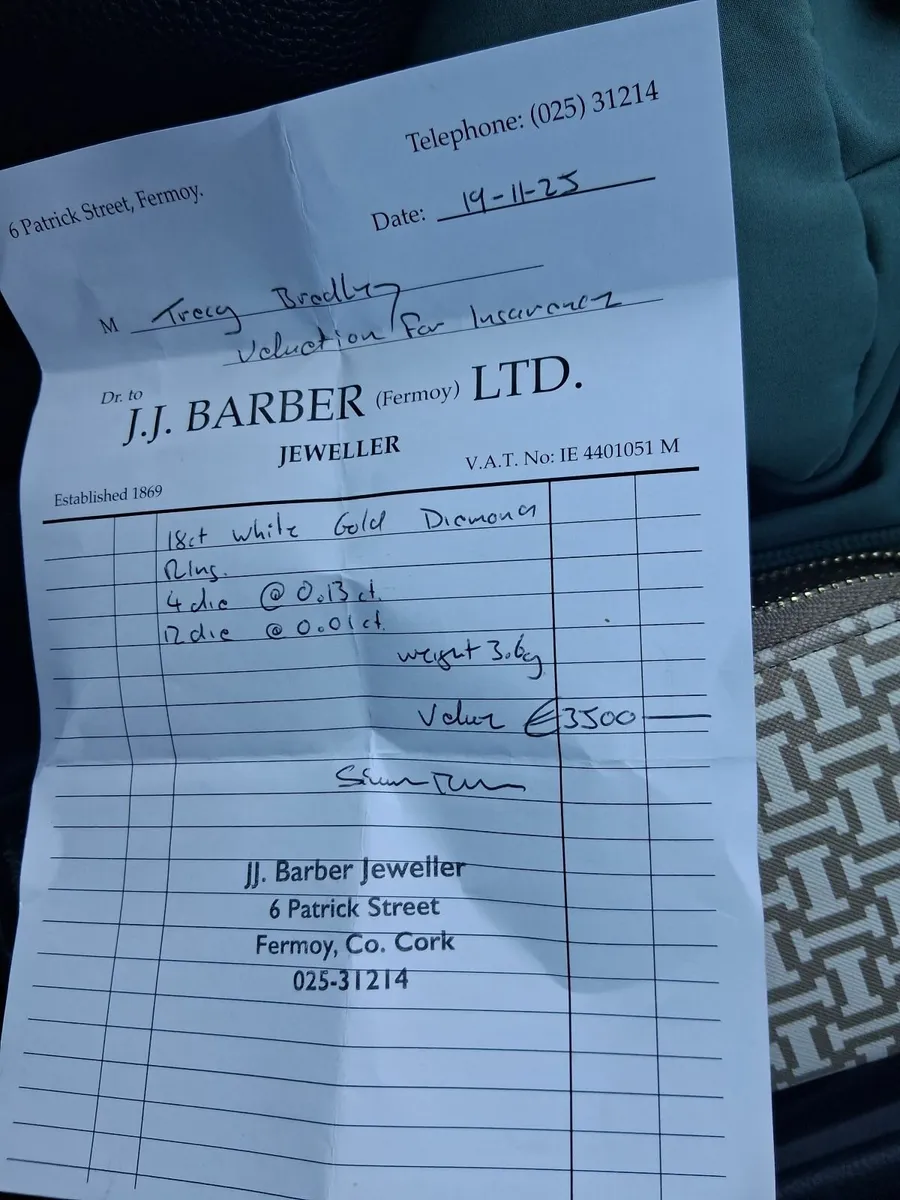 Telephone: (025) 31214
6 Patrick Street, Fermoy.
Date: 19-11-25
M Tracy Bradley
Valuation For Insurance
Dr. to
J.J. BARBER (Fermoy) LTD.
JEWELLER
V.A.T. No: IE 4401051 M
Established 1869
18ct White Gold Diamond
Ring.
4 dia @ 0.13 ct.
12 dia @ 0.01 ct.
weight 3.6g
Value €3500
JJ. Barber Jeweller
6 Patrick Street
Fermoy, Co. Cork
025-31214